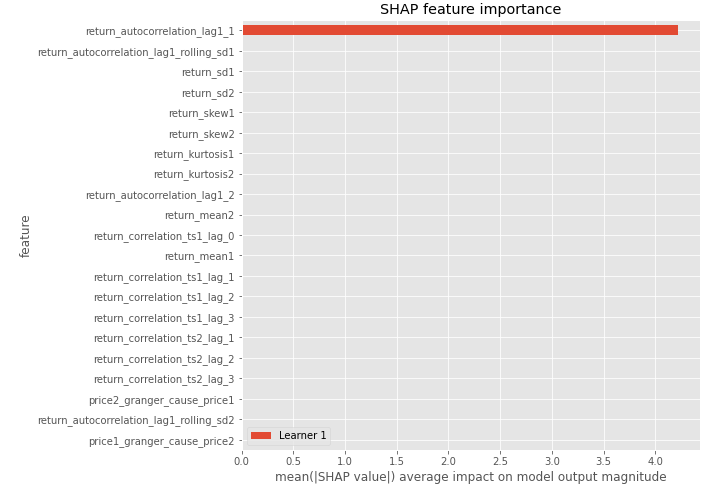 SHAP feature importance
return_autocorrelation_lag1_1
return_autocorrelation_lag1_rolling_sd1
return_sd1
return_sd2
return_skew1
return_skew2
return_kurtosis1
return_kurtosis2
return_autocorrelation_lag1_2
return_mean2
return_correlation_ts1_lag_0
return_mean1
return_correlation_ts1_lag_1
return_correlation_ts1_lag_2
return_correlation_ts1_lag_3
return_correlation_ts2_lag_1
return_correlation_ts2_lag_2
return_correlation_ts2_lag_3
price2_granger_cause_price1
return_autocorrelation_lag1_rolling_sd2
price1_granger_cause_price2
feature
Learner 1
0.0 0.5 1.0 1.5 2.0 2.5 3.0 3.5 4.0
mean(|SHAP value|) average impact on model output magnitude